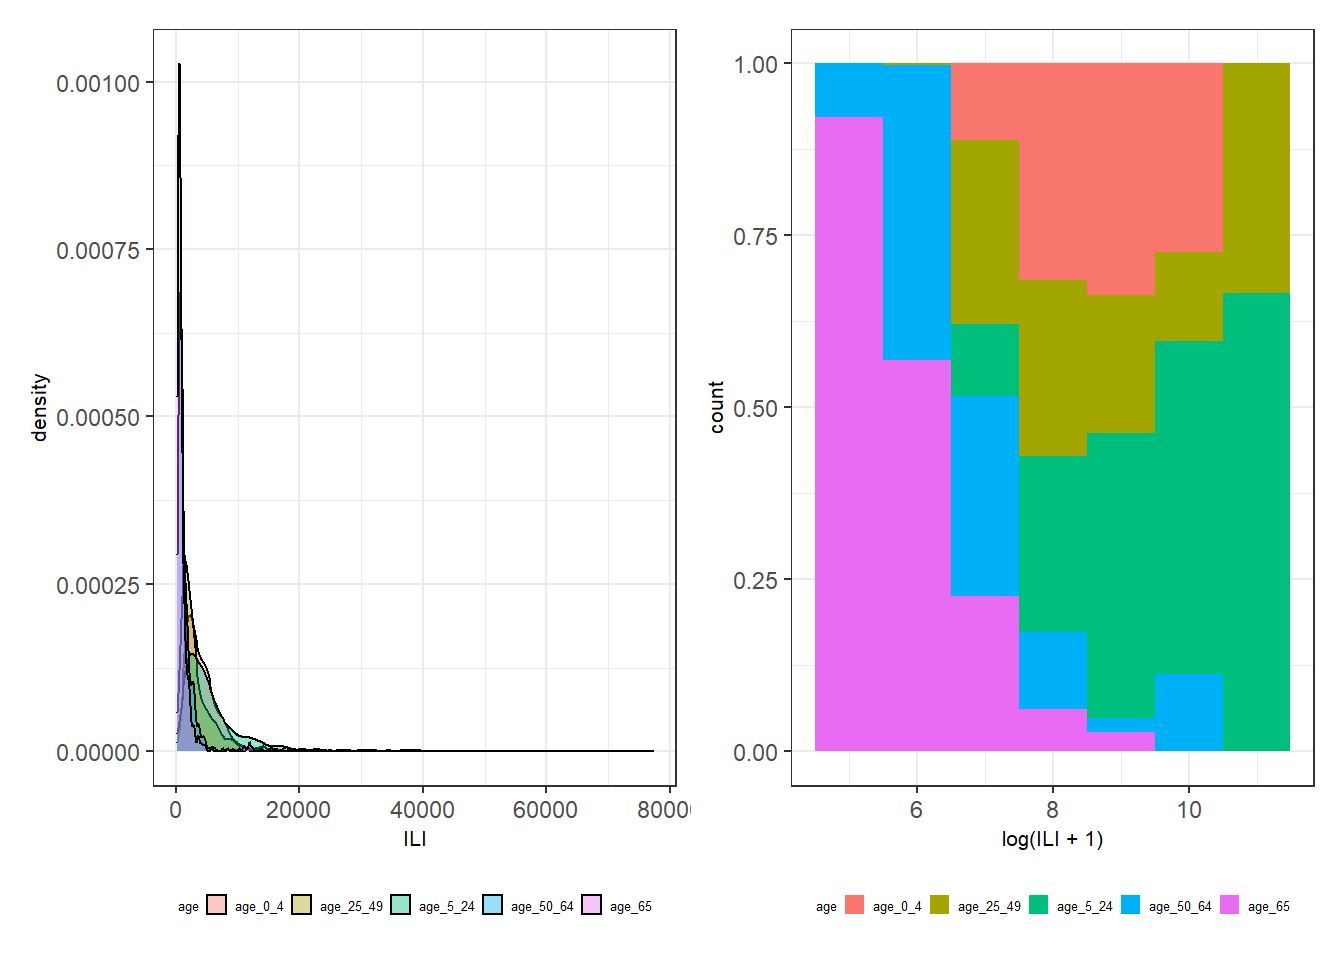 0.00100
0.00075
0.00050
0.00025
0.00000
density
0 20000 40000 60000 8000
ILI
age age_0_4 age_25_49 age_5_24 age_50_64 age_65
1.00
0.75
0.50
0.25
0.00
count
6 8 10
log(ILI + 1)
age age_0_4 age_25_49 age_5_24 age_50_64 age_65